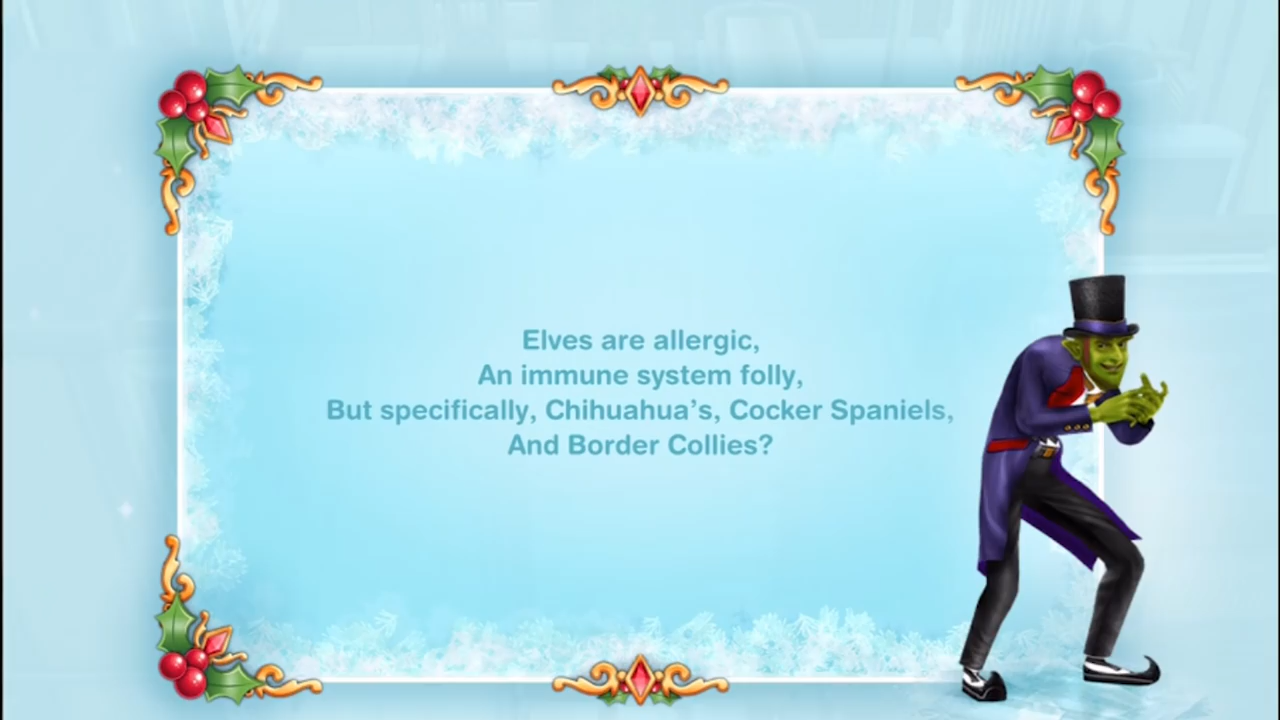 Elves are allergic,
An immune system folly,
But specifically, Chihuahua’s, Cocker Spaniels,
And Border Collies?